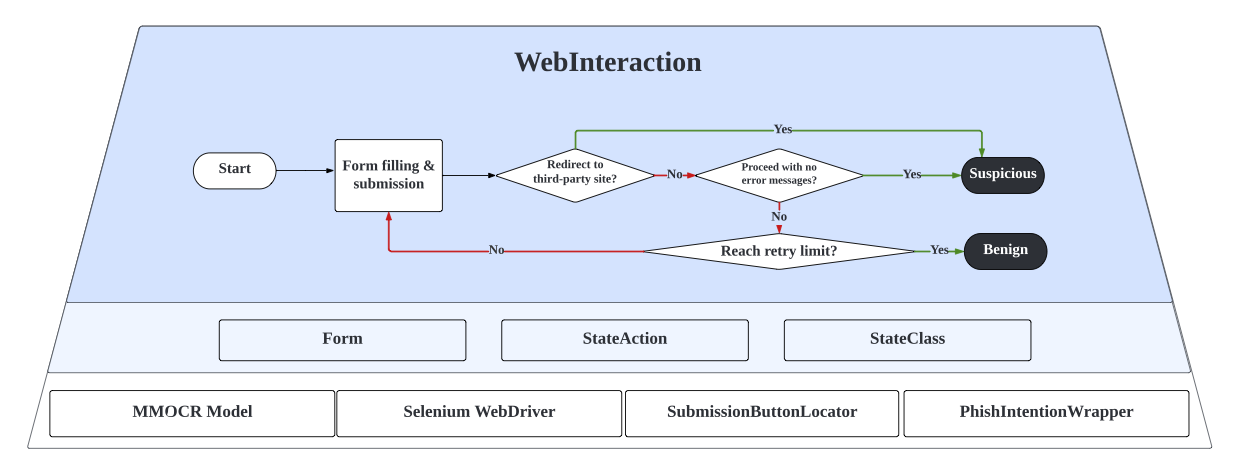 WebInteraction
Yes
Start
Form filling &
submission
Redirect to
third-party site?
No
Proceed with no
error messages?
Yes
Suspicious
No
No
Reach retry limit?
Yes
Benign
Form
StateAction
StateClass
MMOCR Model
Selenium WebDriver
SubmissionButtonLocator
PhishIntentionWrapper